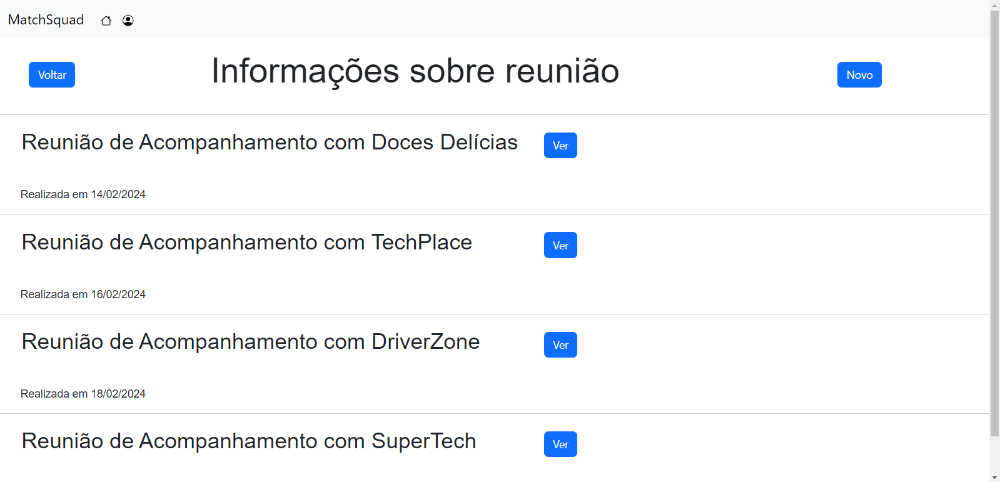 MatchSquad
Voltar
Informações sobre reunião
Novo
Reunião de Acompanhamento com Doces Delícias
Ver
Realizada em 14/02/2024
Reunião de Acompanhamento com TechPlace
Ver
Realizada em 16/02/2024
Reunião de Acompanhamento com DriverZone
Ver
Realizada em 18/02/2024
Reunião de Acompanhamento com SuperTech
Ver